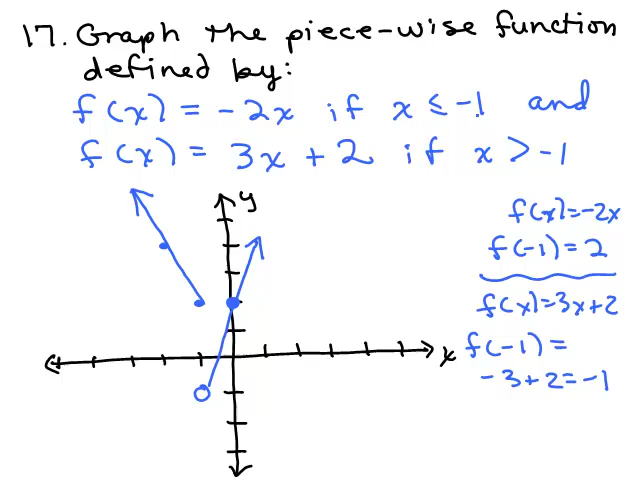 17. Graph the piece-wise function
defined by:
f(x) = -2x if x ≤ -1 and
f(x) = 3x + 2 if x > -1
y
f(x)=-2x
f(-1) = 2
f(x)=3x+2
x
f(-1) =
-3+2=-1